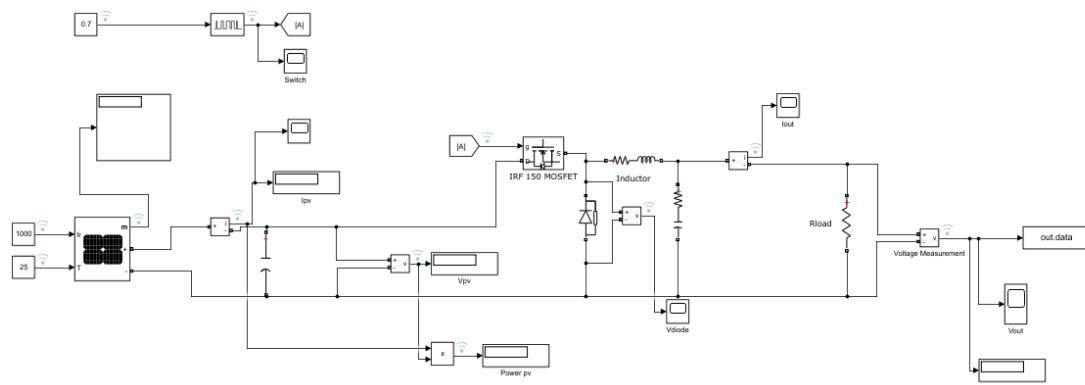 0.7
[A]
Switch
Iout
[A]
g
S
D
IRF 150 MOSFET
i
+
-
Inductor
Ipv
1000
Ir
m
+
-
i
+
-
25
T
+
-
v
Vpv
+
-
v
Rload
+
-
v
Voltage Measurement
out.data
Vdiode
Vout
x
Power pv